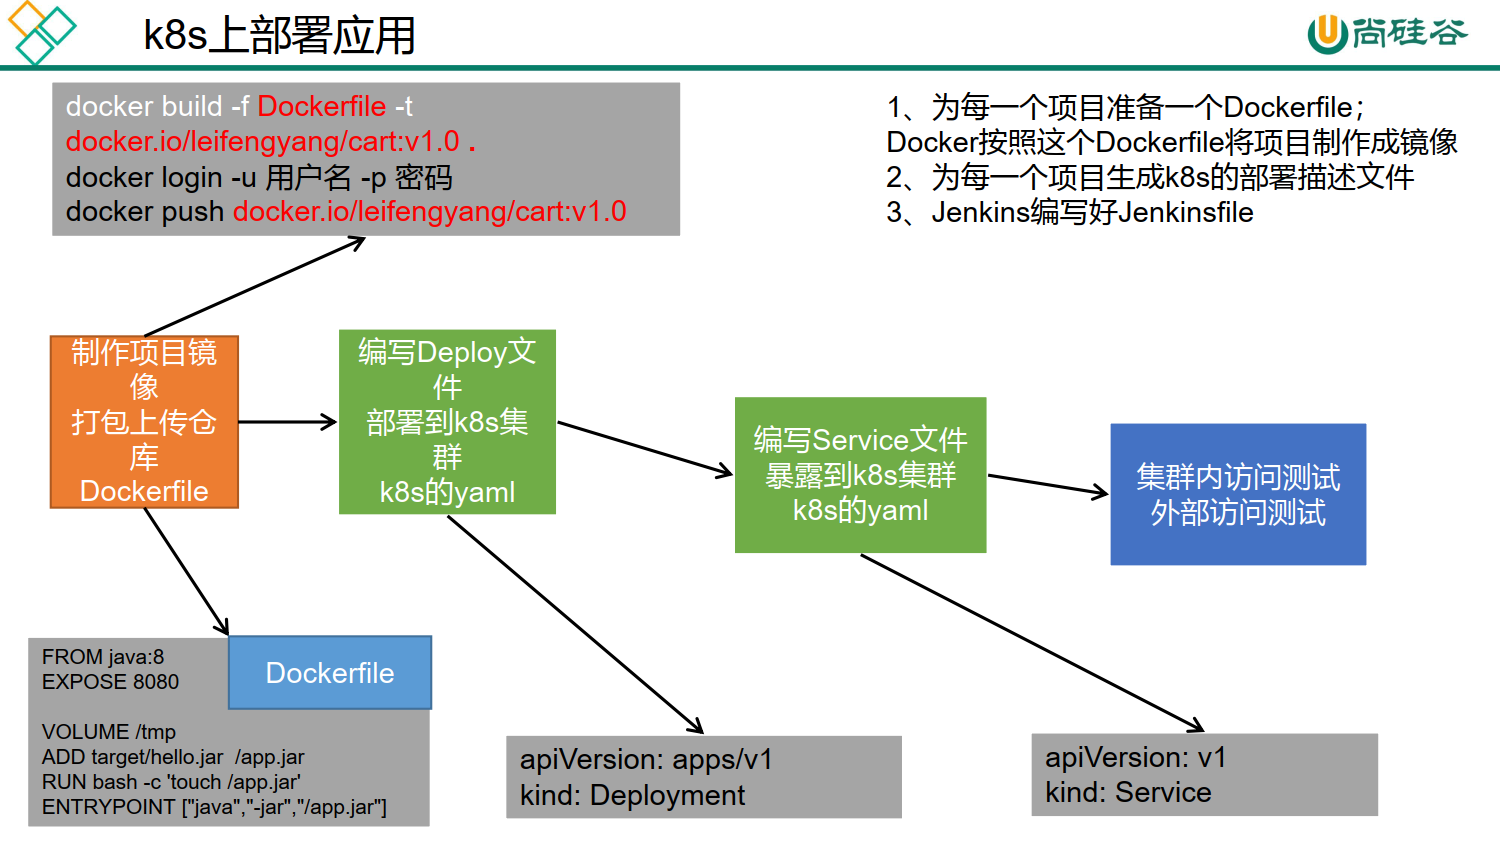 k8s上部署应用
尚硅谷
docker build -f Dockerfile -t
docker.io/leifengyang/cart:v1.0 .
docker login -u 用户名 -p 密码
docker push docker.io/leifengyang/cart:v1.0
1、为每一个项目准备一个Dockerfile；
Docker按照这个Dockerfile将项目制作成镜像
2、为每一个项目生成k8s的部署描述文件
3、Jenkins编写好Jenkinsfile
制作项目镜
像
打包上传仓
库
Dockerfile
编写Deploy文
件
部署到k8s集
群
k8s的yaml
编写Service文件
暴露到k8s集群
k8s的yaml
集群内访问测试
外部访问测试
Dockerfile
FROM java:8
EXPOSE 8080
VOLUME /tmp
ADD target/hello.jar  /app.jar
RUN bash -c 'touch /app.jar'
ENTRYPOINT ["java","-jar","/app.jar"]
apiVersion: apps/v1
kind: Deployment
apiVersion: v1
kind: Service